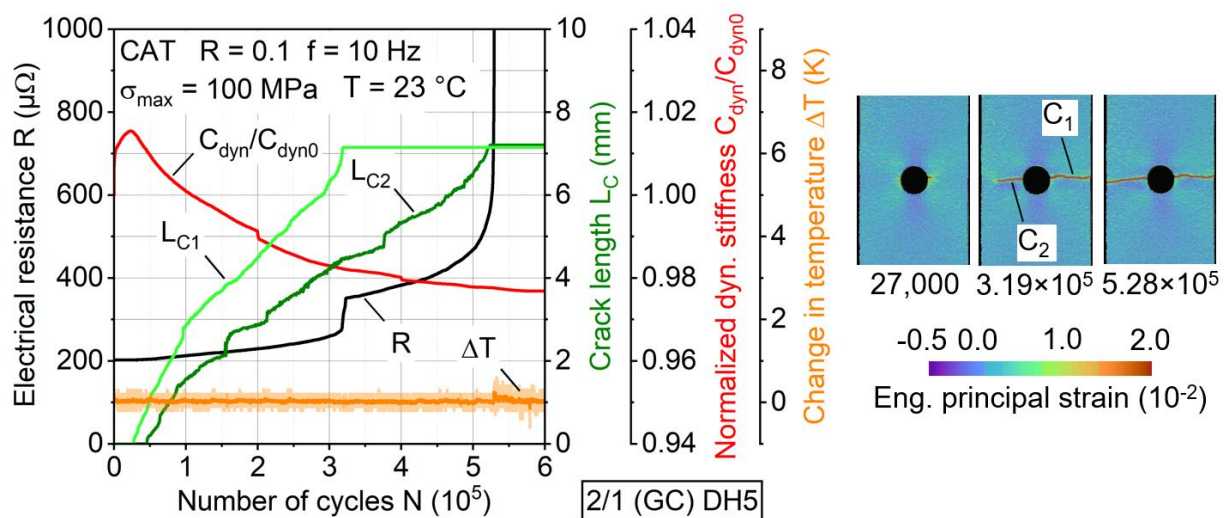 Electrical resistance R (μΩ)
1000
800
600
400
200
0
CAT R = 0.1 f = 10 Hz
σmax = 100 MPa T = 23 °C
Cdyn/Cdyn0
LC1
LC2
R
ΔT
0 1 2 3 4 5 6
Number of cycles N (10⁵)
10
8
6
4
2
0
Crack length LC (mm)
1.04
1.02
1.00
0.98
0.96
0.94
Normalized dyn. stiffness Cdyn/Cdyn0
8
6
4
2
0
Change in temperature ΔT (K)
2/1 (GC) DH5
C1
C2
27,000 3.19×10⁵ 5.28×10⁵
-0.5 0.0 1.0 2.0
Eng. principal strain (10⁻²)